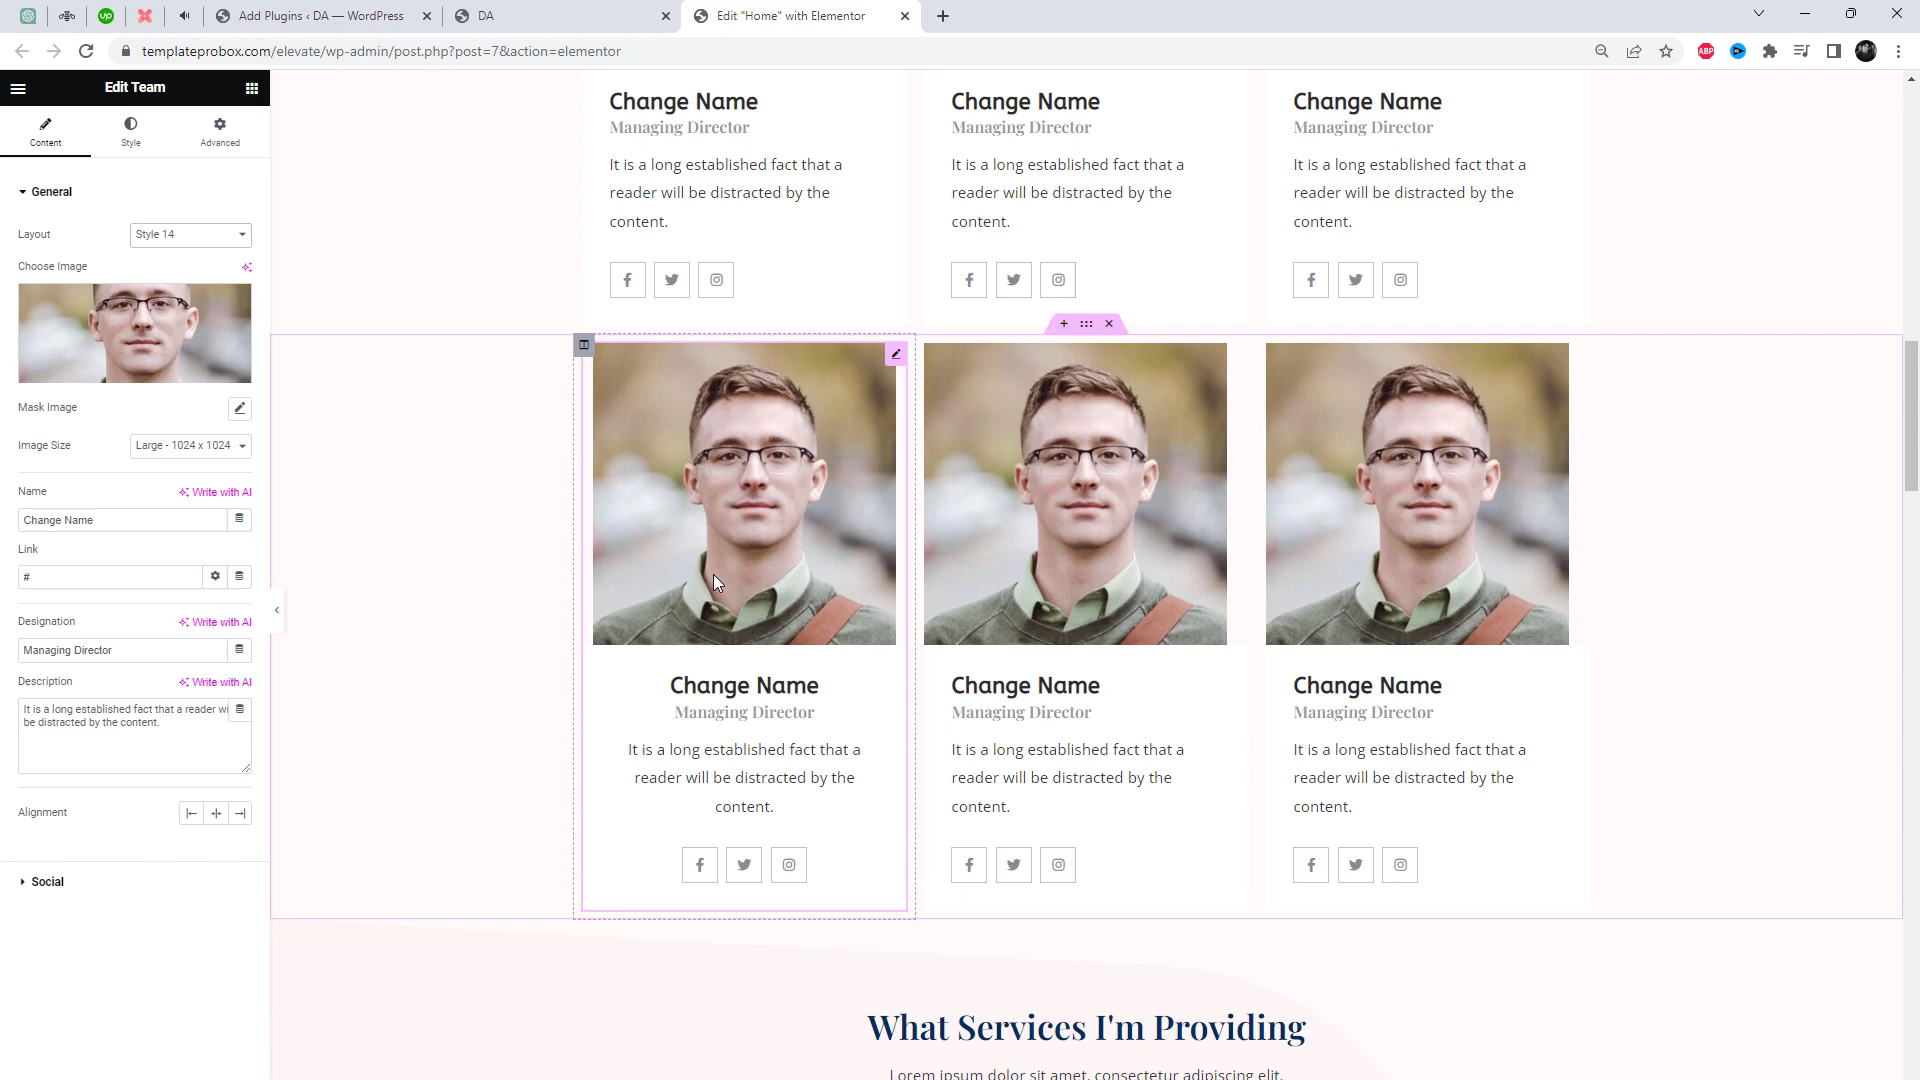 Add Plugins ‹ DA — WordPress
DA
Edit "Home" with Elementor
templateprobox.com/elevate/wp-admin/post.php?post=7&action=elementor
ABP
up
Edit Team
Content
Style
Advanced
General
Layout
Style 14
Choose Image
Mask Image
Image Size
Large - 1024 x 1024
Name
Write with AI
Change Name
Link
#
Designation
Write with AI
Managing Director
Description
Write with AI
It is a long established fact that a reader wi
be distracted by the content.
Alignment
Social
Change Name
Managing Director
It is a long established fact that a
reader will be distracted by the
content.
Change Name
Managing Director
It is a long established fact that a
reader will be distracted by the
content.
Change Name
Managing Director
It is a long established fact that a
reader will be distracted by the
content.
Change Name
Managing Director
It is a long established fact that a
reader will be distracted by the
content.
Change Name
Managing Director
It is a long established fact that a
reader will be distracted by the
content.
Change Name
Managing Director
It is a long established fact that a
reader will be distracted by the
content.
What Services I'm Providing
Lorem ipsum dolor sit amet, consectetur adipiscing elit.